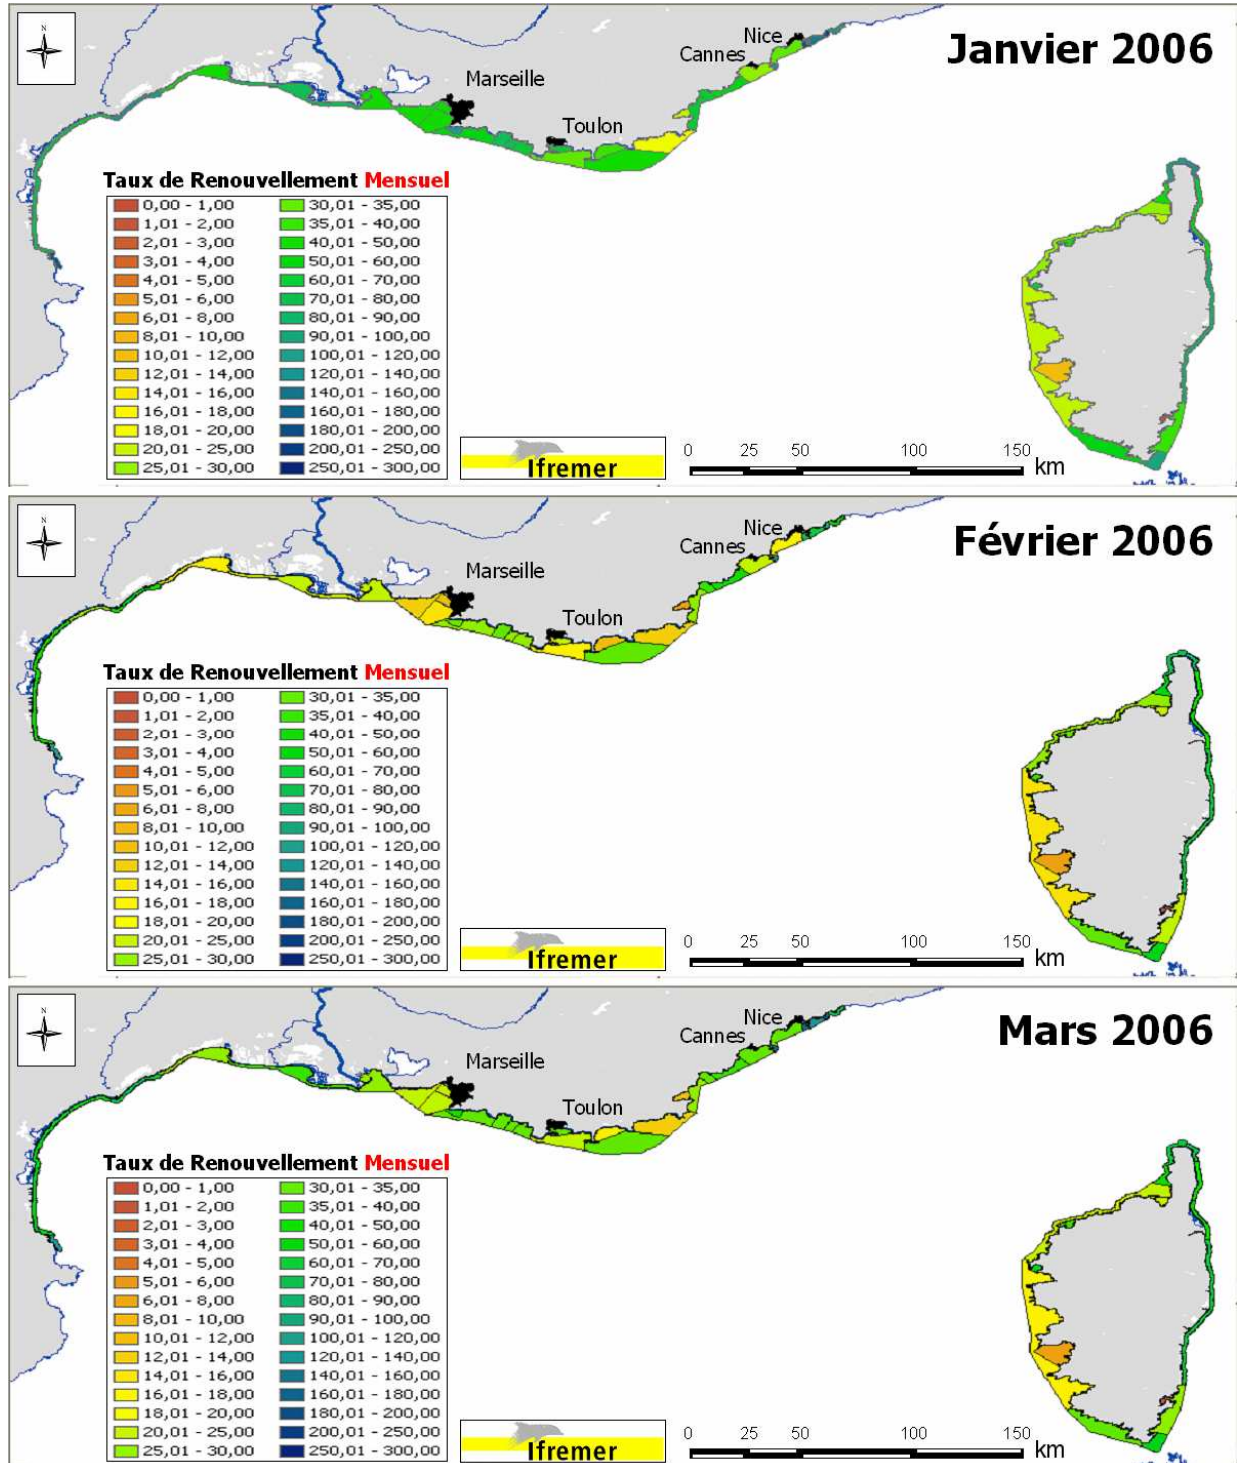 N
Janvier 2006
Nice
Cannes
Marseille
Toulon
Taux de Renouvellement Mensuel
0,00 - 1,00 30,01 - 35,00
1,01 - 2,00 35,01 - 40,00
2,01 - 3,00 40,01 - 50,00
3,01 - 4,00 50,01 - 60,00
4,01 - 5,00 60,01 - 70,00
5,01 - 6,00 70,01 - 80,00
6,01 - 8,00 80,01 - 90,00
8,01 - 10,00 90,01 - 100,00
10,01 - 12,00 100,01 - 120,00
12,01 - 14,00 120,01 - 140,00
14,01 - 16,00 140,01 - 160,00
16,01 - 18,00 160,01 - 180,00
18,01 - 20,00 180,01 - 200,00
20,01 - 25,00 200,01 - 250,00
25,01 - 30,00 250,01 - 300,00
Ifremer
0 25 50 100 150
km
N
Février 2006
Nice
Cannes
Marseille
Toulon
Taux de Renouvellement Mensuel
0,00 - 1,00 30,01 - 35,00
1,01 - 2,00 35,01 - 40,00
2,01 - 3,00 40,01 - 50,00
3,01 - 4,00 50,01 - 60,00
4,01 - 5,00 60,01 - 70,00
5,01 - 6,00 70,01 - 80,00
6,01 - 8,00 80,01 - 90,00
8,01 - 10,00 90,01 - 100,00
10,01 - 12,00 100,01 - 120,00
12,01 - 14,00 120,01 - 140,00
14,01 - 16,00 140,01 - 160,00
16,01 - 18,00 160,01 - 180,00
18,01 - 20,00 180,01 - 200,00
20,01 - 25,00 200,01 - 250,00
25,01 - 30,00 250,01 - 300,00
Ifremer
0 25 50 100 150
km
N
Mars 2006
Nice
Cannes
Marseille
Toulon
Taux de Renouvellement Mensuel
0,00 - 1,00 30,01 - 35,00
1,01 - 2,00 35,01 - 40,00
2,01 - 3,00 40,01 - 50,00
3,01 - 4,00 50,01 - 60,00
4,01 - 5,00 60,01 - 70,00
5,01 - 6,00 70,01 - 80,00
6,01 - 8,00 80,01 - 90,00
8,01 - 10,00 90,01 - 100,00
10,01 - 12,00 100,01 - 120,00
12,01 - 14,00 120,01 - 140,00
14,01 - 16,00 140,01 - 160,00
16,01 - 18,00 160,01 - 180,00
18,01 - 20,00 180,01 - 200,00
20,01 - 25,00 200,01 - 250,00
25,01 - 30,00 250,01 - 300,00
Ifremer
0 25 50 100 150
km